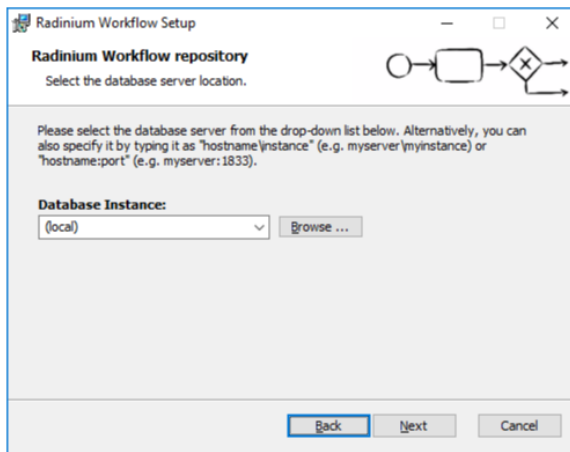 Radinium Workflow Setup
Radinium Workflow repository
Select the database server location.
Please select the database server from the drop-down list below. Alternatively, you can
also specify it by typing it as "hostname\instance" (e.g. myserver\myinstance) or
"hostname:port" (e.g. myserver:1833).
Database Instance:
(local)
Browse ...
Back
Next
Cancel